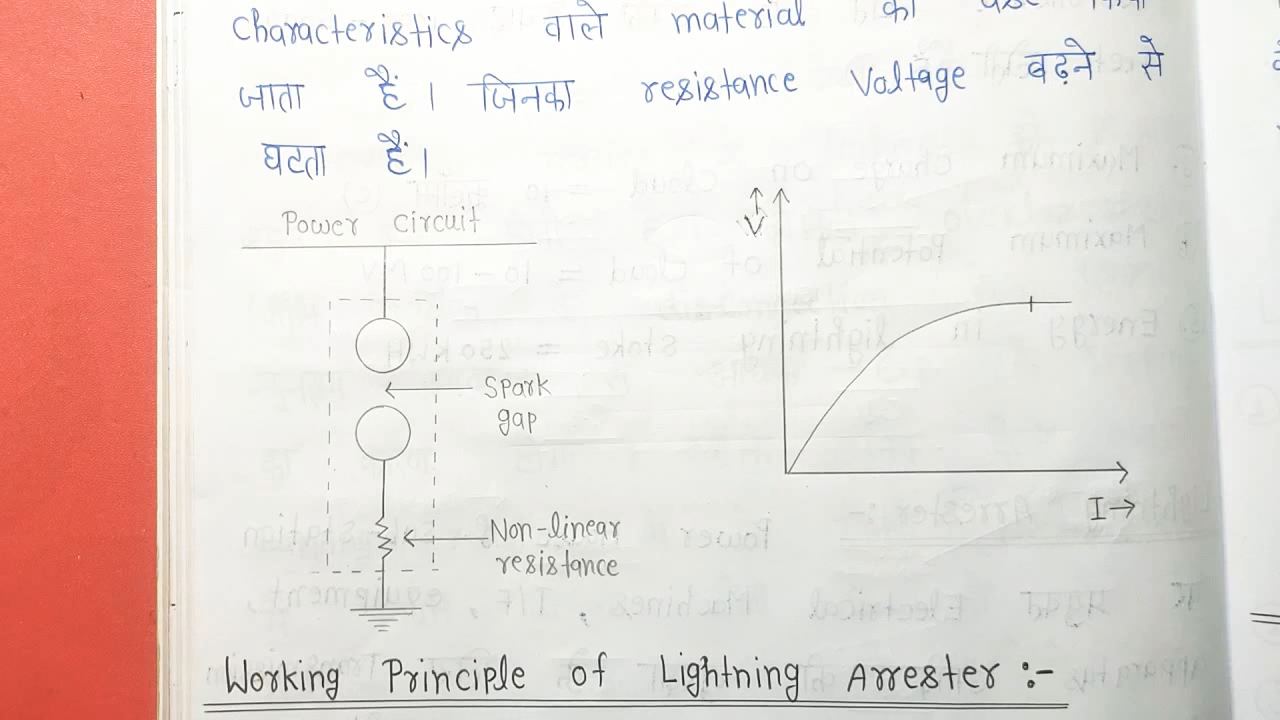 characteristics वाले material का
जाता हैं। जिनका resistance Voltage बढ़ने से
घटता हैं।
Power circuit
Spark
gap
Non-linear
resistance
V
I→
Working Principle of Lightning Arrester :-